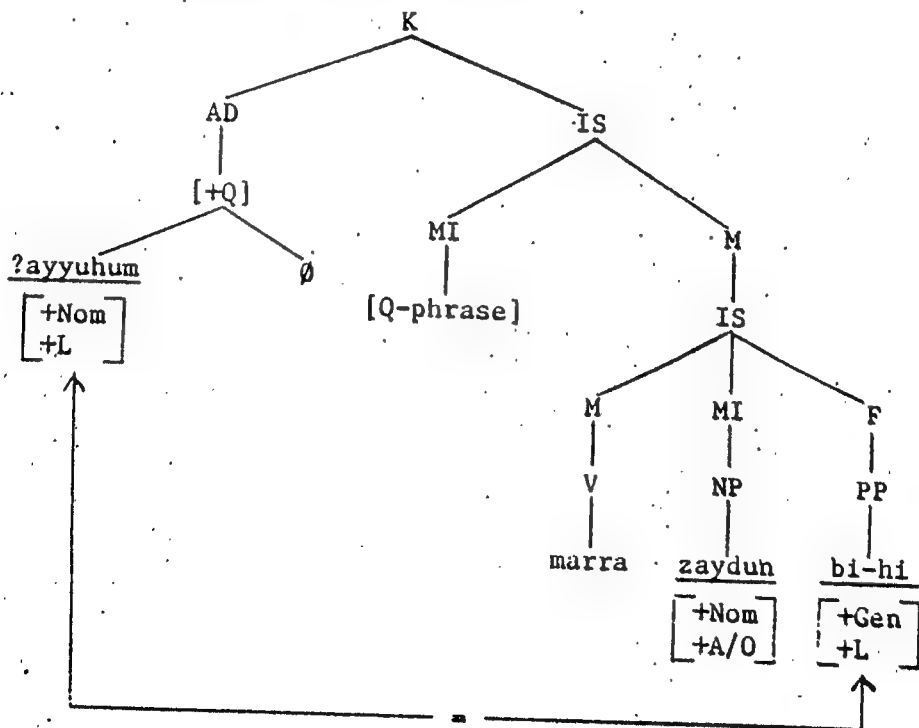 K
AD IS
[+Q]
MI M
?ayyuhum Ø
[+Nom +L]
[Q-phrase] IS
M MI F
V NP PP
marra zaydun bi-hi
[+Nom +A/O] [+Gen +L]
=